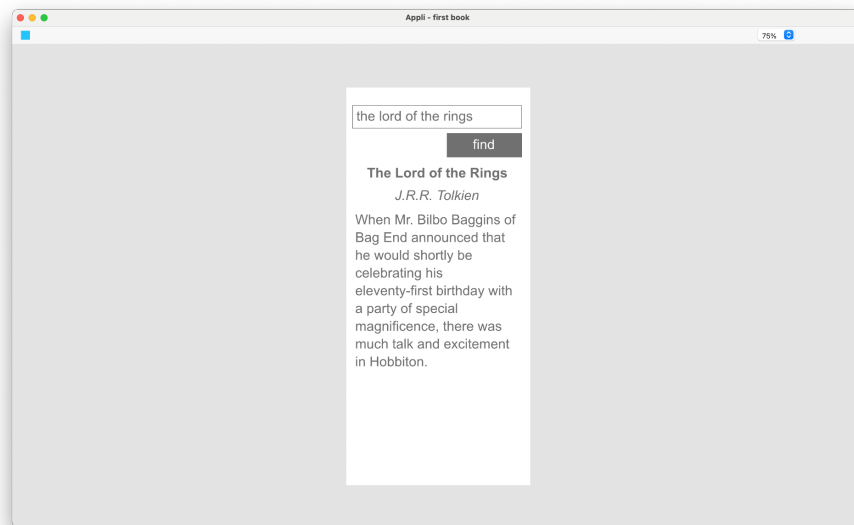 Appli - first book
75%
the lord of the rings
find
The Lord of the Rings
J.R.R. Tolkien
When Mr. Bilbo Baggins of
Bag End announced that
he would shortly be
celebrating his
eleventy-first birthday with
a party of special
magnificence, there was
much talk and excitement
in Hobbiton.